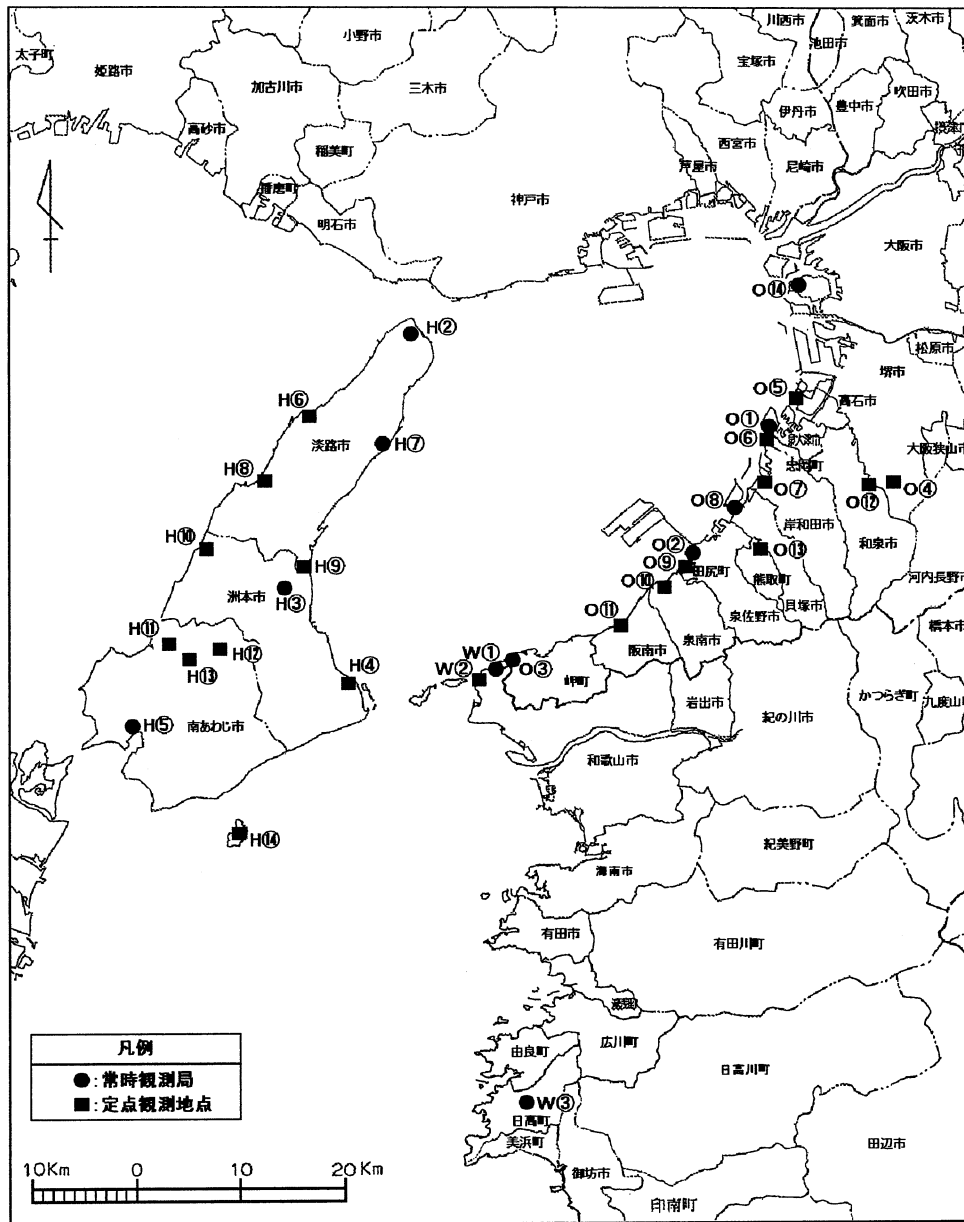 小野市
川西市
箕面市
茨木市
太子町
姫路市
加古川市
三木市
宝塚市
池田市
吹田市
高砂市
伊丹市
豊中市
稲美町
西宮市
芦屋市
尼崎市
播磨町
神戸市
明石市
大阪市
O⑭
H②
松原市
堺市
O⑤
高石市
H⑥
O①
淡路市
O⑥
H⑦
忠岡町
大阪狭山市
H⑧
O⑦
O⑫
O④
O⑧
岸和田市
H⑩
O②
O⑬
和泉市
H⑨
O⑨
田尻町
熊取町
洲本市
H③
O⑩
河内長野市
泉佐野市
貝塚市
O⑪
橋本市
H⑪
阪南市
泉南市
H⑫
W①
H⑬
W②
O③
H④
岬町
かつらぎ町
岩出市
紀の川市
九度山町
H⑤
南あわじ市
和歌山市
H⑭
紀美野町
海南市
有田市
有田川町
湯浅町
凡例
由良町
広川町
日高川町
●:常時観測局
■:定点観測地点
W③
日高町
美浜町
田辺市
10Km 0 10 20Km
御坊市
印南町